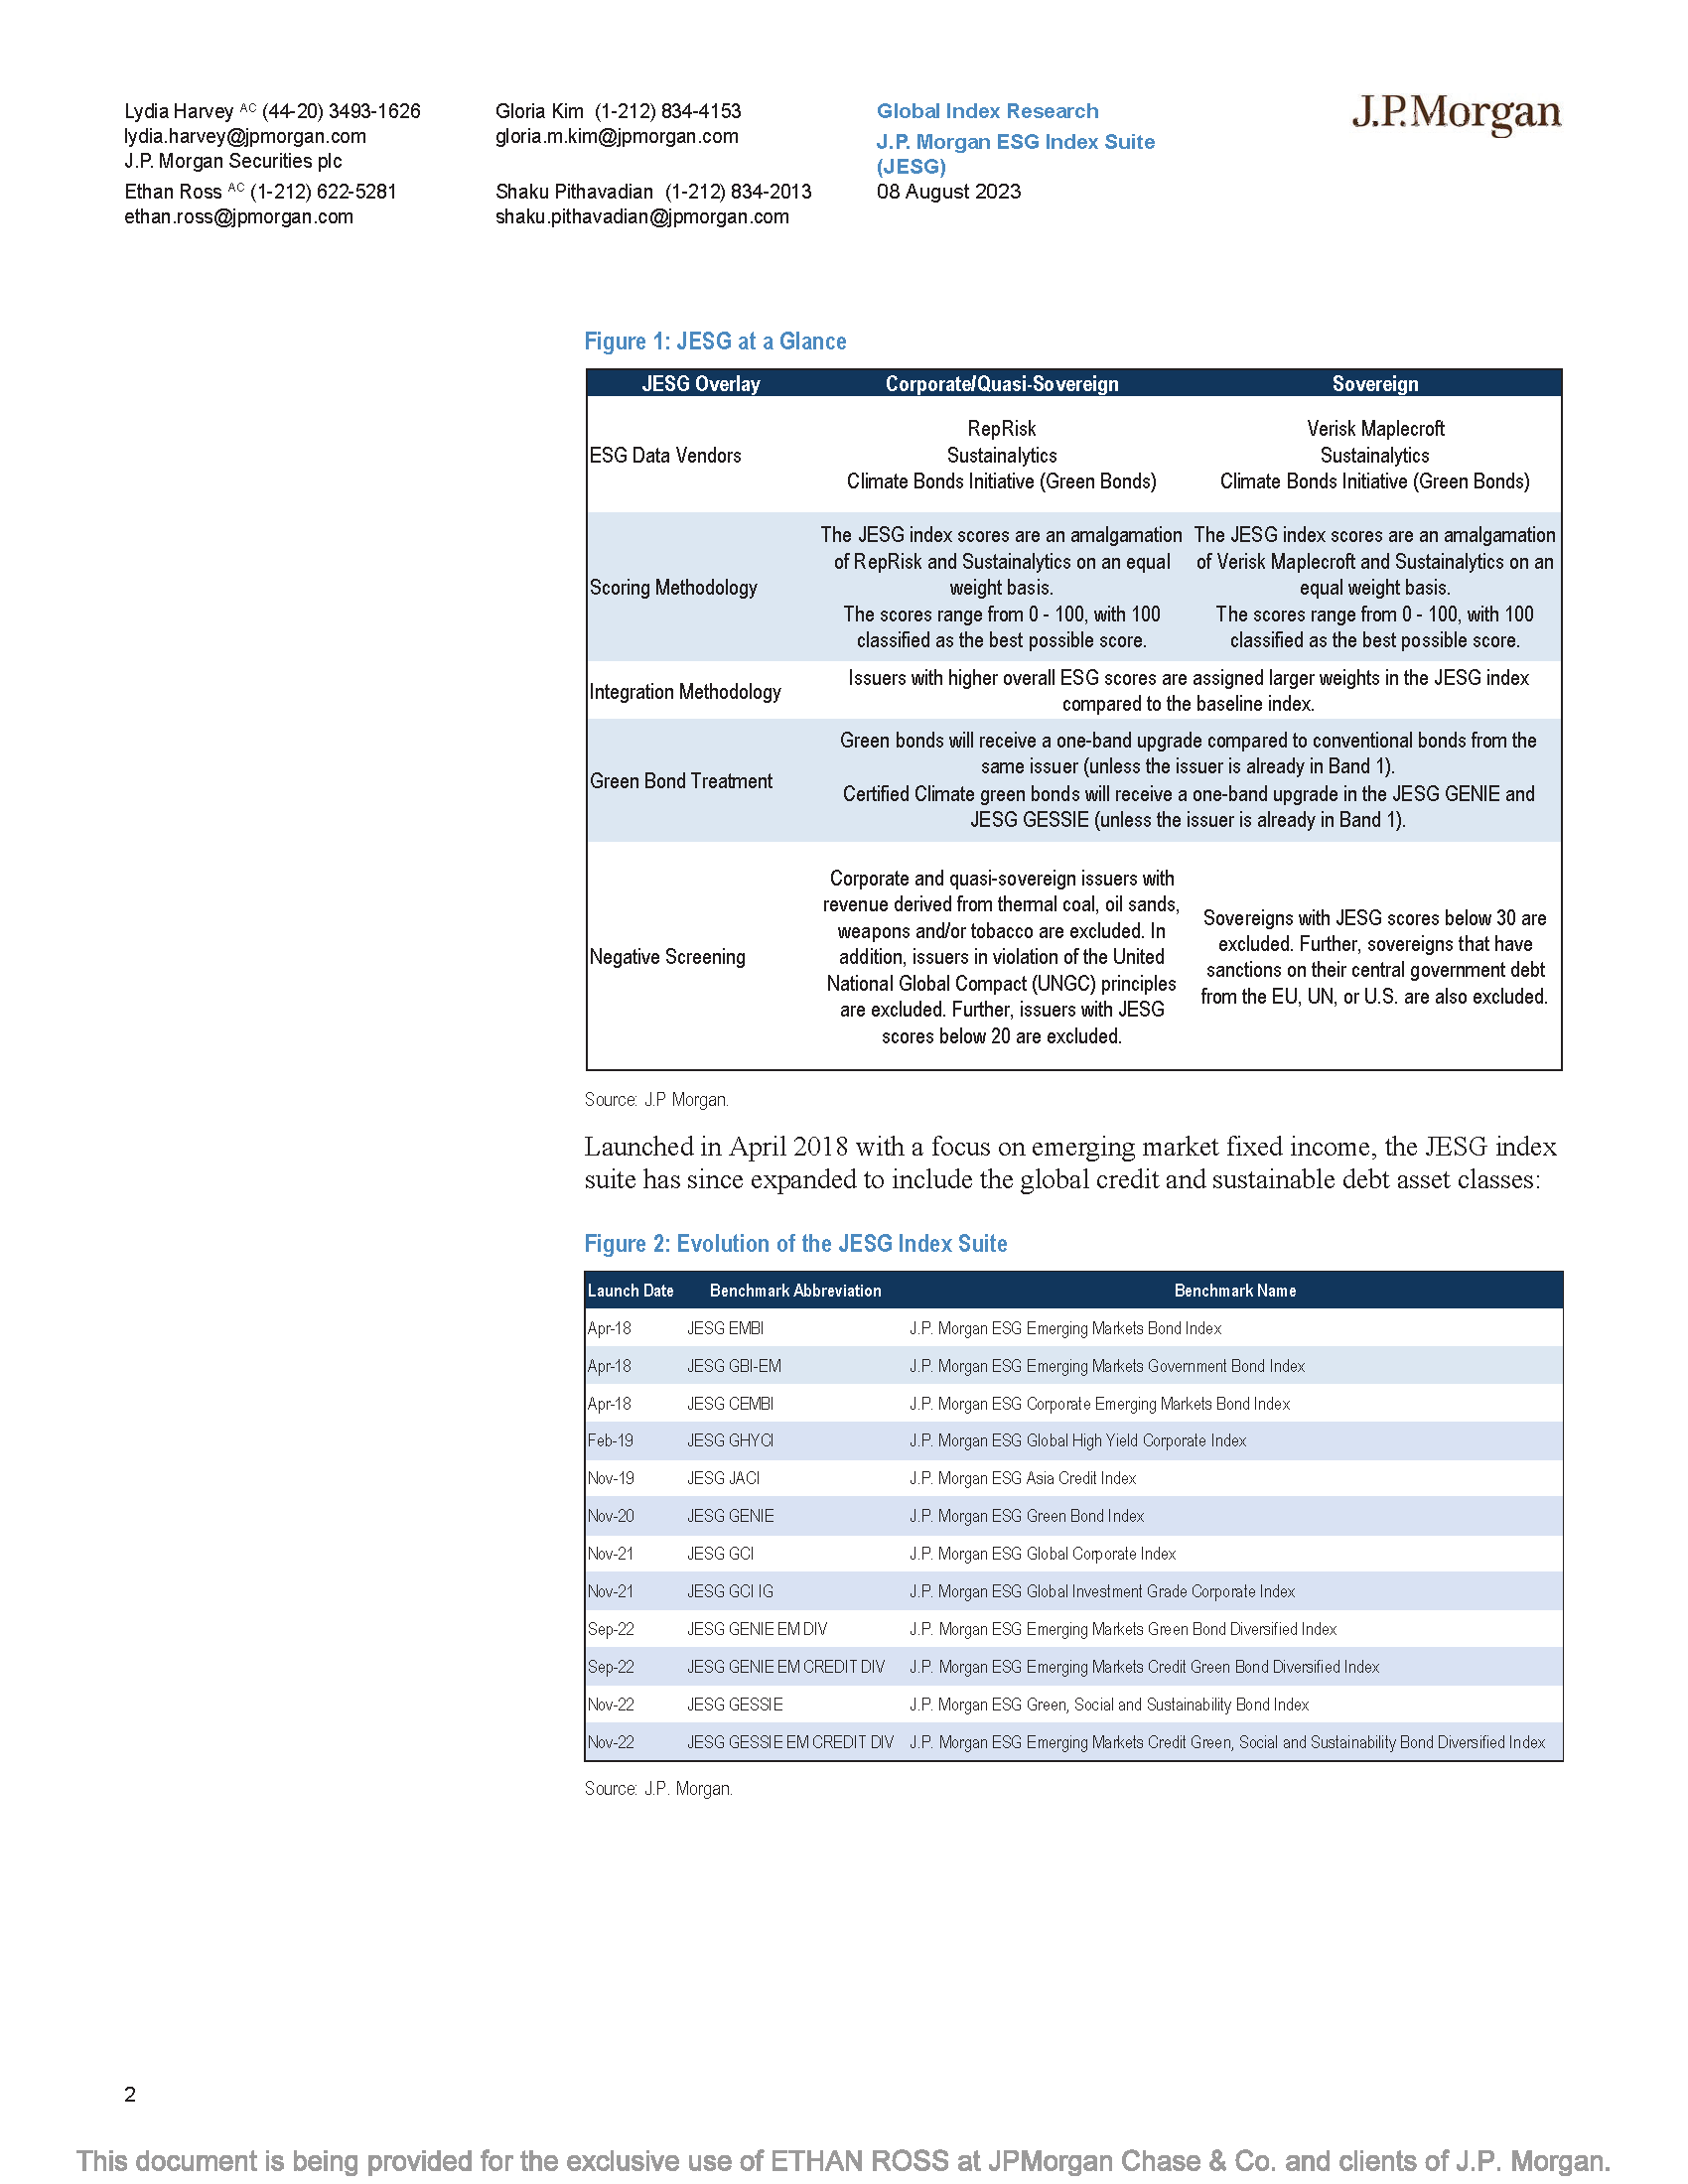 Lydia Harvey AC (44-20) 3493-1626
lydia.harvey@jpmorgan.com
J.P. Morgan Securities plc
Ethan Ross AC (1-212) 622-5281
ethan.ross@jpmorgan.com
Gloria Kim (1-212) 834-4153
gloria.m.kim@jpmorgan.com
Shaku Pithavadian (1-212) 834-2013
shaku.pithavadian@jpmorgan.com
Global Index Research
J.P. Morgan ESG Index Suite
(JESG)
08 August 2023
J.P.Morgan
Figure 1: JESG at a Glance
JESG Overlay Corporate/Quasi-Sovereign Sovereign
ESG Data Vendors
RepRisk
Sustainalytics
Climate Bonds Initiative (Green Bonds)
Verisk Maplecroft
Sustainalytics
Climate Bonds Initiative (Green Bonds)
Scoring Methodology
The JESG index scores are an amalgamation
of RepRisk and Sustainalytics on an equal
weight basis.
The scores range from 0 - 100, with 100
classified as the best possible score.
The JESG index scores are an amalgamation
of Verisk Maplecroft and Sustainalytics on an
equal weight basis.
The scores range from 0 - 100, with 100
classified as the best possible score.
Integration Methodology
Issuers with higher overall ESG scores are assigned larger weights in the JESG index
compared to the baseline index.
Green Bond Treatment
Green bonds will receive a one-band upgrade compared to conventional bonds from the
same issuer (unless the issuer is already in Band 1).
Certified Climate green bonds will receive a one-band upgrade in the JESG GENIE and
JESG GESSIE (unless the issuer is already in Band 1).
Negative Screening
Corporate and quasi-sovereign issuers with
revenue derived from thermal coal, oil sands,
weapons and/or tobacco are excluded. In
addition, issuers in violation of the United
National Global Compact (UNGC) principles
are excluded. Further, issuers with JESG
scores below 20 are excluded.
Sovereigns with JESG scores below 30 are
excluded. Further, sovereigns that have
sanctions on their central government debt
from the EU, UN, or U.S. are also excluded.
Source: J.P Morgan.
Launched in April 2018 with a focus on emerging market fixed income, the JESG index
suite has since expanded to include the global credit and sustainable debt asset classes:
Figure 2: Evolution of the JESG Index Suite
Launch Date Benchmark Abbreviation Benchmark Name
Apr-18 JESG EMBI J.P. Morgan ESG Emerging Markets Bond Index
Apr-18 JESG GBI-EM J.P. Morgan ESG Emerging Markets Government Bond Index
Apr-18 JESG CEMBI J.P. Morgan ESG Corporate Emerging Markets Bond Index
Feb-19 JESG GHYCI J.P. Morgan ESG Global High Yield Corporate Index
Nov-19 JESG JACI J.P. Morgan ESG Asia Credit Index
Nov-20 JESG GENIE J.P. Morgan ESG Green Bond Index
Nov-21 JESG GCI J.P. Morgan ESG Global Corporate Index
Nov-21 JESG GCI IG J.P. Morgan ESG Global Investment Grade Corporate Index
Sep-22 JESG GENIE EM DIV J.P. Morgan ESG Emerging Markets Green Bond Diversified Index
Sep-22 JESG GENIE EM CREDIT DIV J.P. Morgan ESG Emerging Markets Credit Green Bond Diversified Index
Nov-22 JESG GESSIE J.P. Morgan ESG Green, Social and Sustainability Bond Index
Nov-22 JESG GESSIE EM CREDIT DIV J.P. Morgan ESG Emerging Markets Credit Green, Social and Sustainability Bond Diversified Index
Source: J.P. Morgan.
2
This document is being provided for the exclusive use of ETHAN ROSS at JPMorgan Chase & Co. and clients of J.P. Morgan.